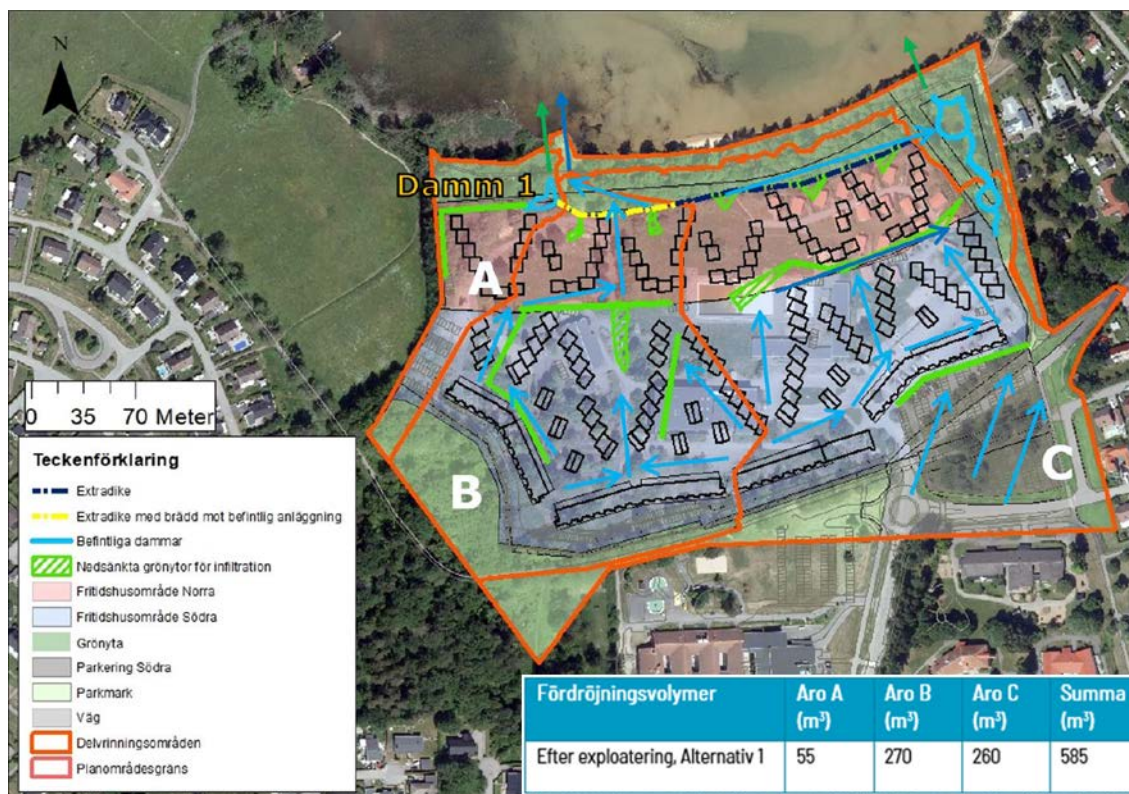 N
Damm 1
A
B
C
0 35 70 Meter
Teckenförklaring
Extradike
Extradike med brädd mot befintlig anläggning
Befintliga dammar
Nedsänkta grönytor för infiltration
Fritidshusområde Norra
Fritidshusområde Södra
Grönyta
Parkering Södra
Parkmark
Väg
Delvrinningsområden
Planområdesgräns
Fördröjningsvolymer Aro A (m³) Aro B (m³) Aro C (m³) Summa (m³)
Efter exploatering, Alternativ 1 55 270 260 585